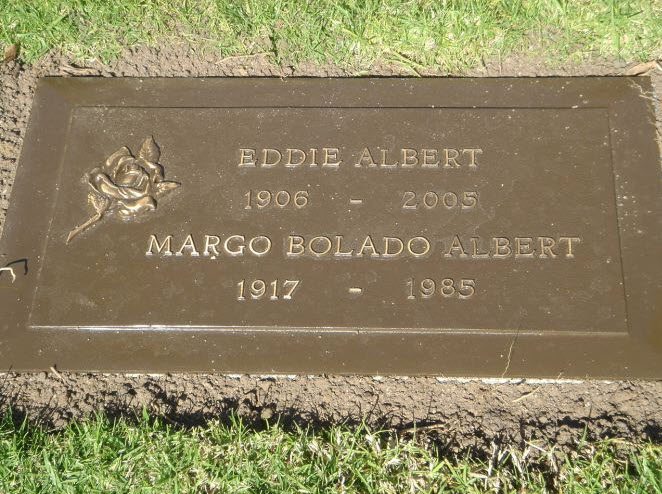 EDDIE ALBERT
1906 - 2005
MARGO BOLADO ALBERT
1917 - 1985